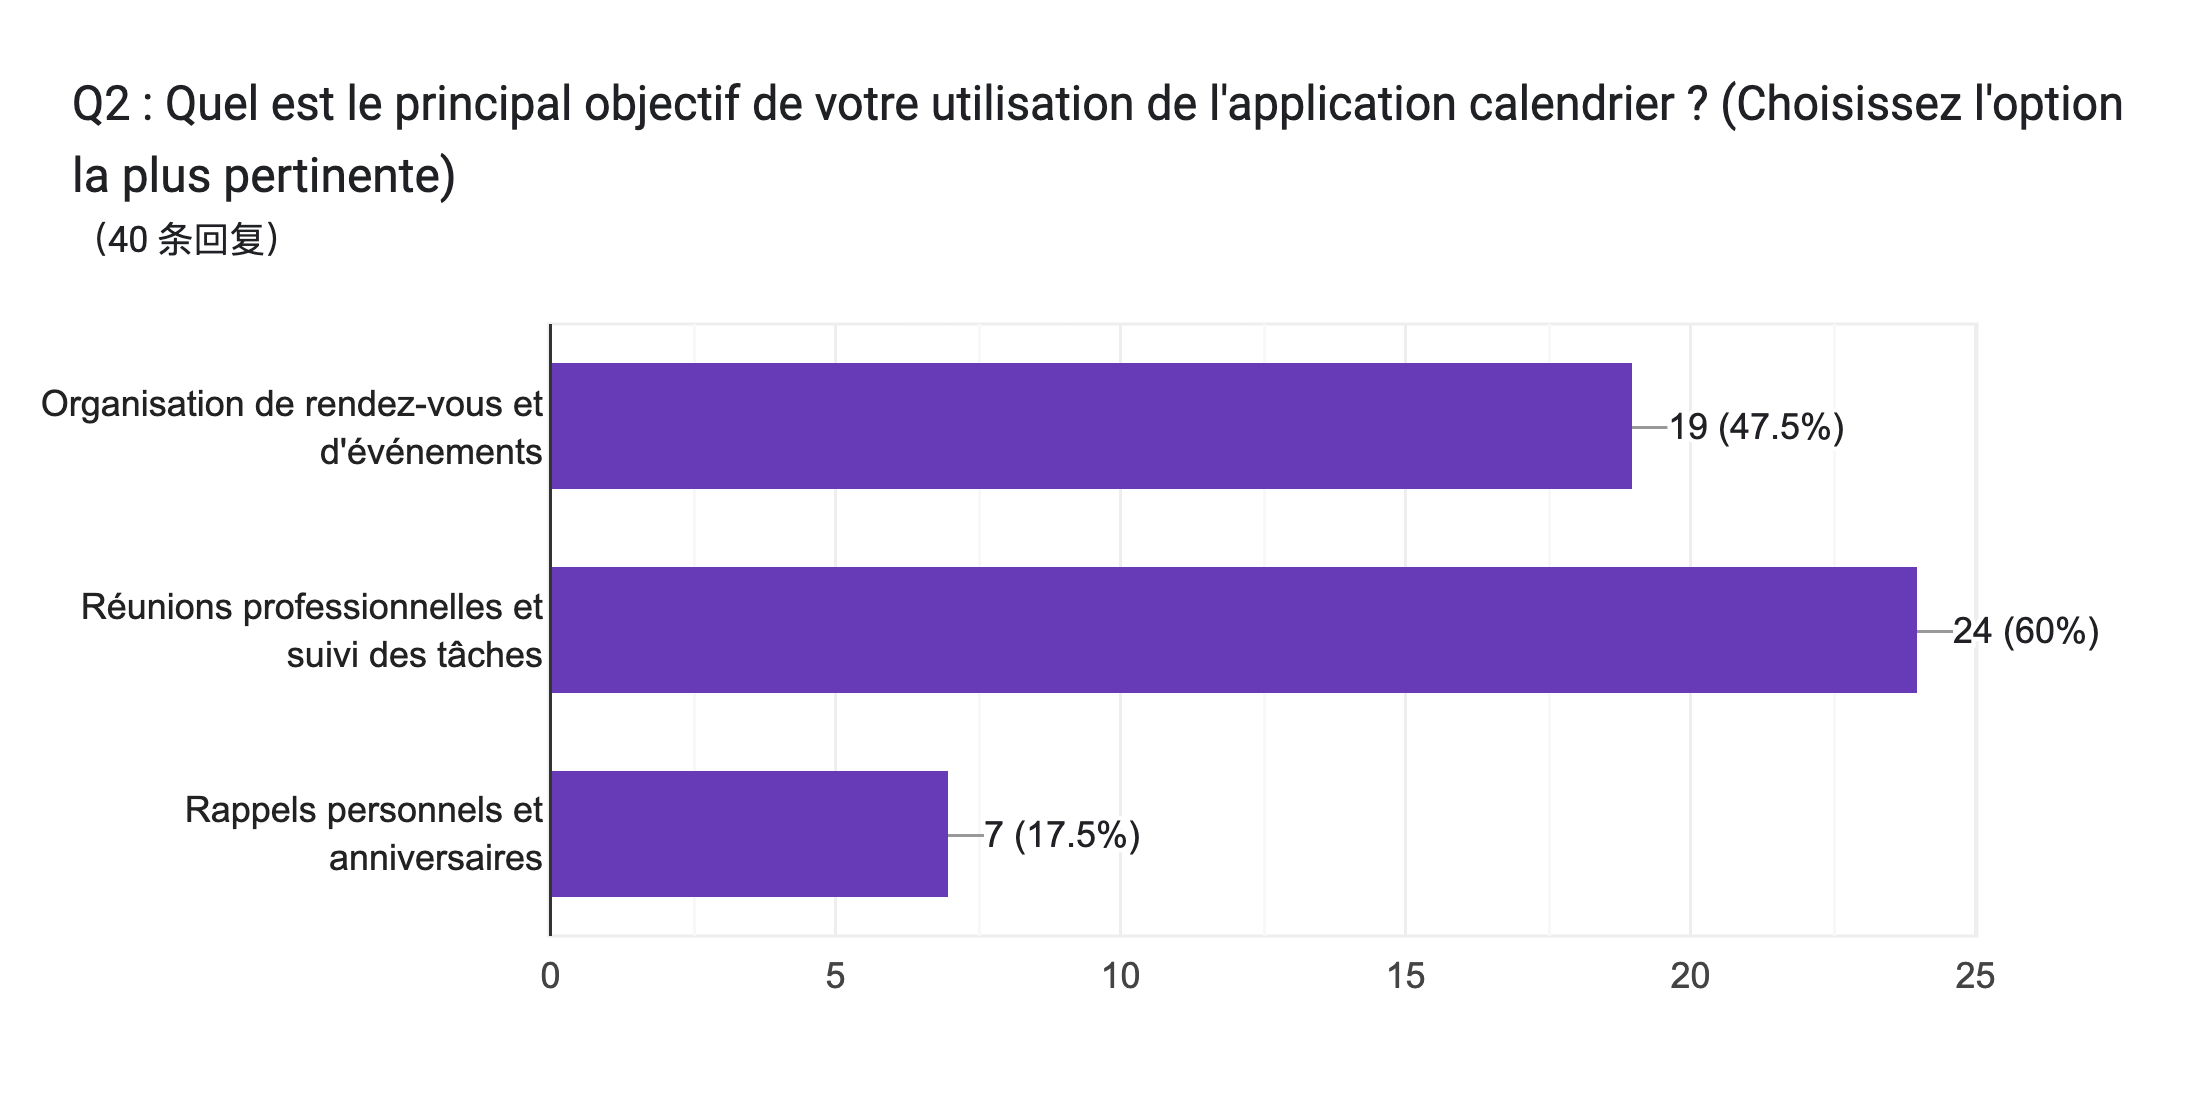 Q2 : Quel est le principal objectif de votre utilisation de l'application calendrier ? (Choisissez l'option
la plus pertinente)
（40 条回复）
Organisation de rendez-vous et
d'événements
19 (47.5%)
Réunions professionnelles et
suivi des tâches
24 (60%)
Rappels personnels et
anniversaires
7 (17.5%)
0 5 10 15 20 25